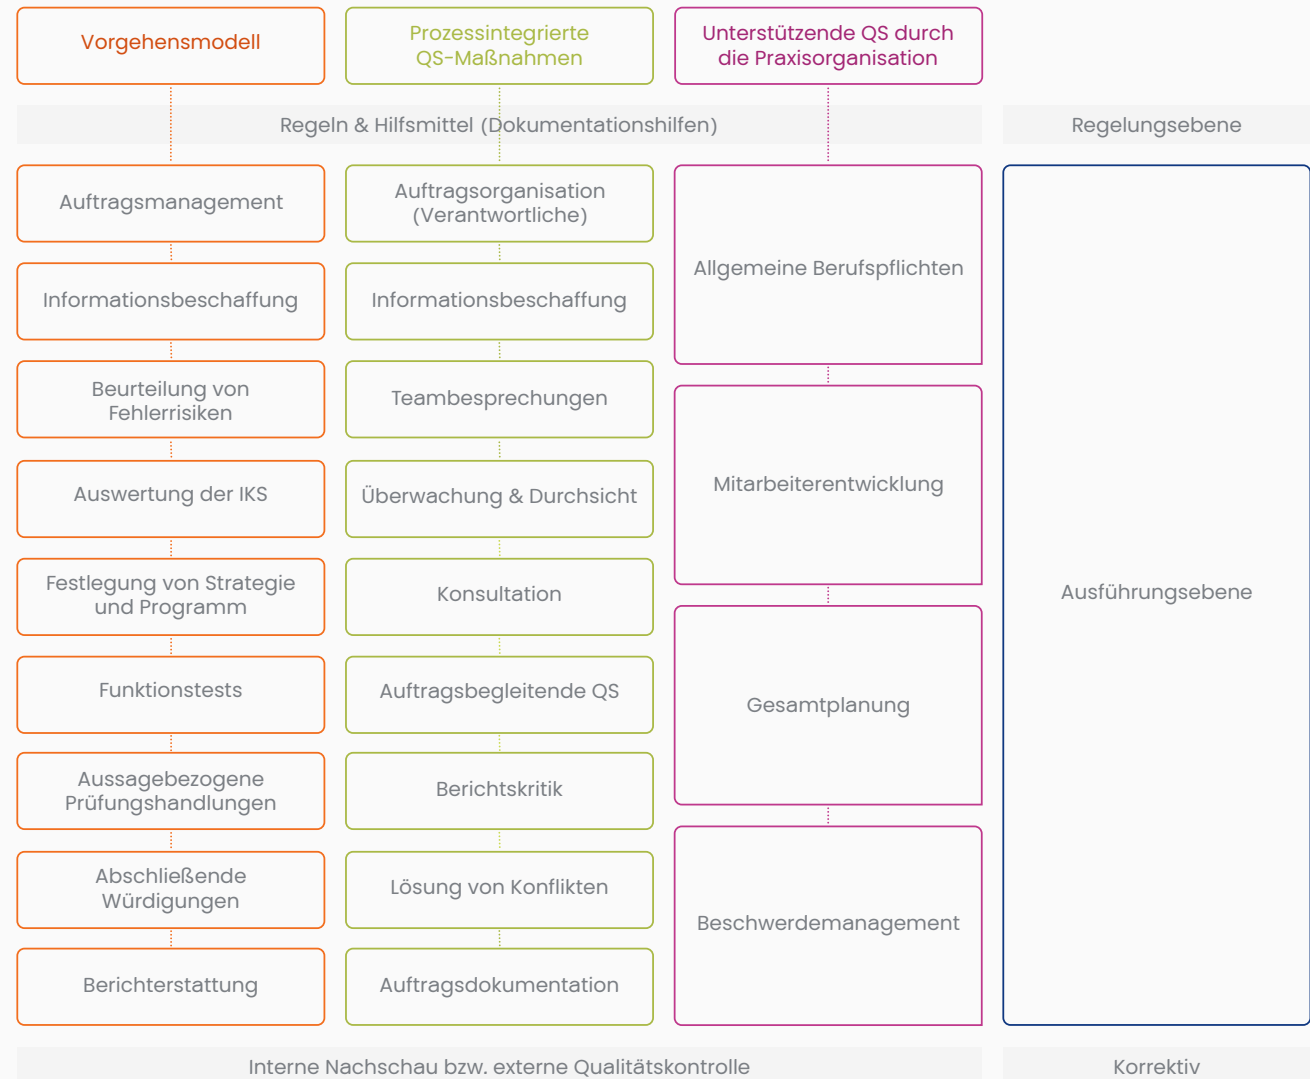 Vorgehensmodell
Prozessintegrierte
QS-Maßnahmen
Unterstützende QS durch
die Praxisorganisation
Regeln & Hilfsmittel (Dokumentationshilfen)
Regelungsebene
Auftragsmanagement
Informationsbeschaffung
Beurteilung von
Fehlerrisiken
Auswertung der IKS
Festlegung von Strategie
und Programm
Funktionstests
Aussagebezogene
Prüfungshandlungen
Abschließende
Würdigungen
Berichterstattung
Auftragsorganisation
(Verantwortliche)
Informationsbeschaffung
Teambesprechungen
Überwachung & Durchsicht
Konsultation
Auftragsbegleitende QS
Berichtskritik
Lösung von Konflikten
Auftragsdokumentation
Allgemeine Berufspflichten
Mitarbeiterentwicklung
Gesamtplanung
Beschwerdemanagement
Ausführungsebene
Interne Nachschau bzw. externe Qualitätskontrolle
Korrektiv